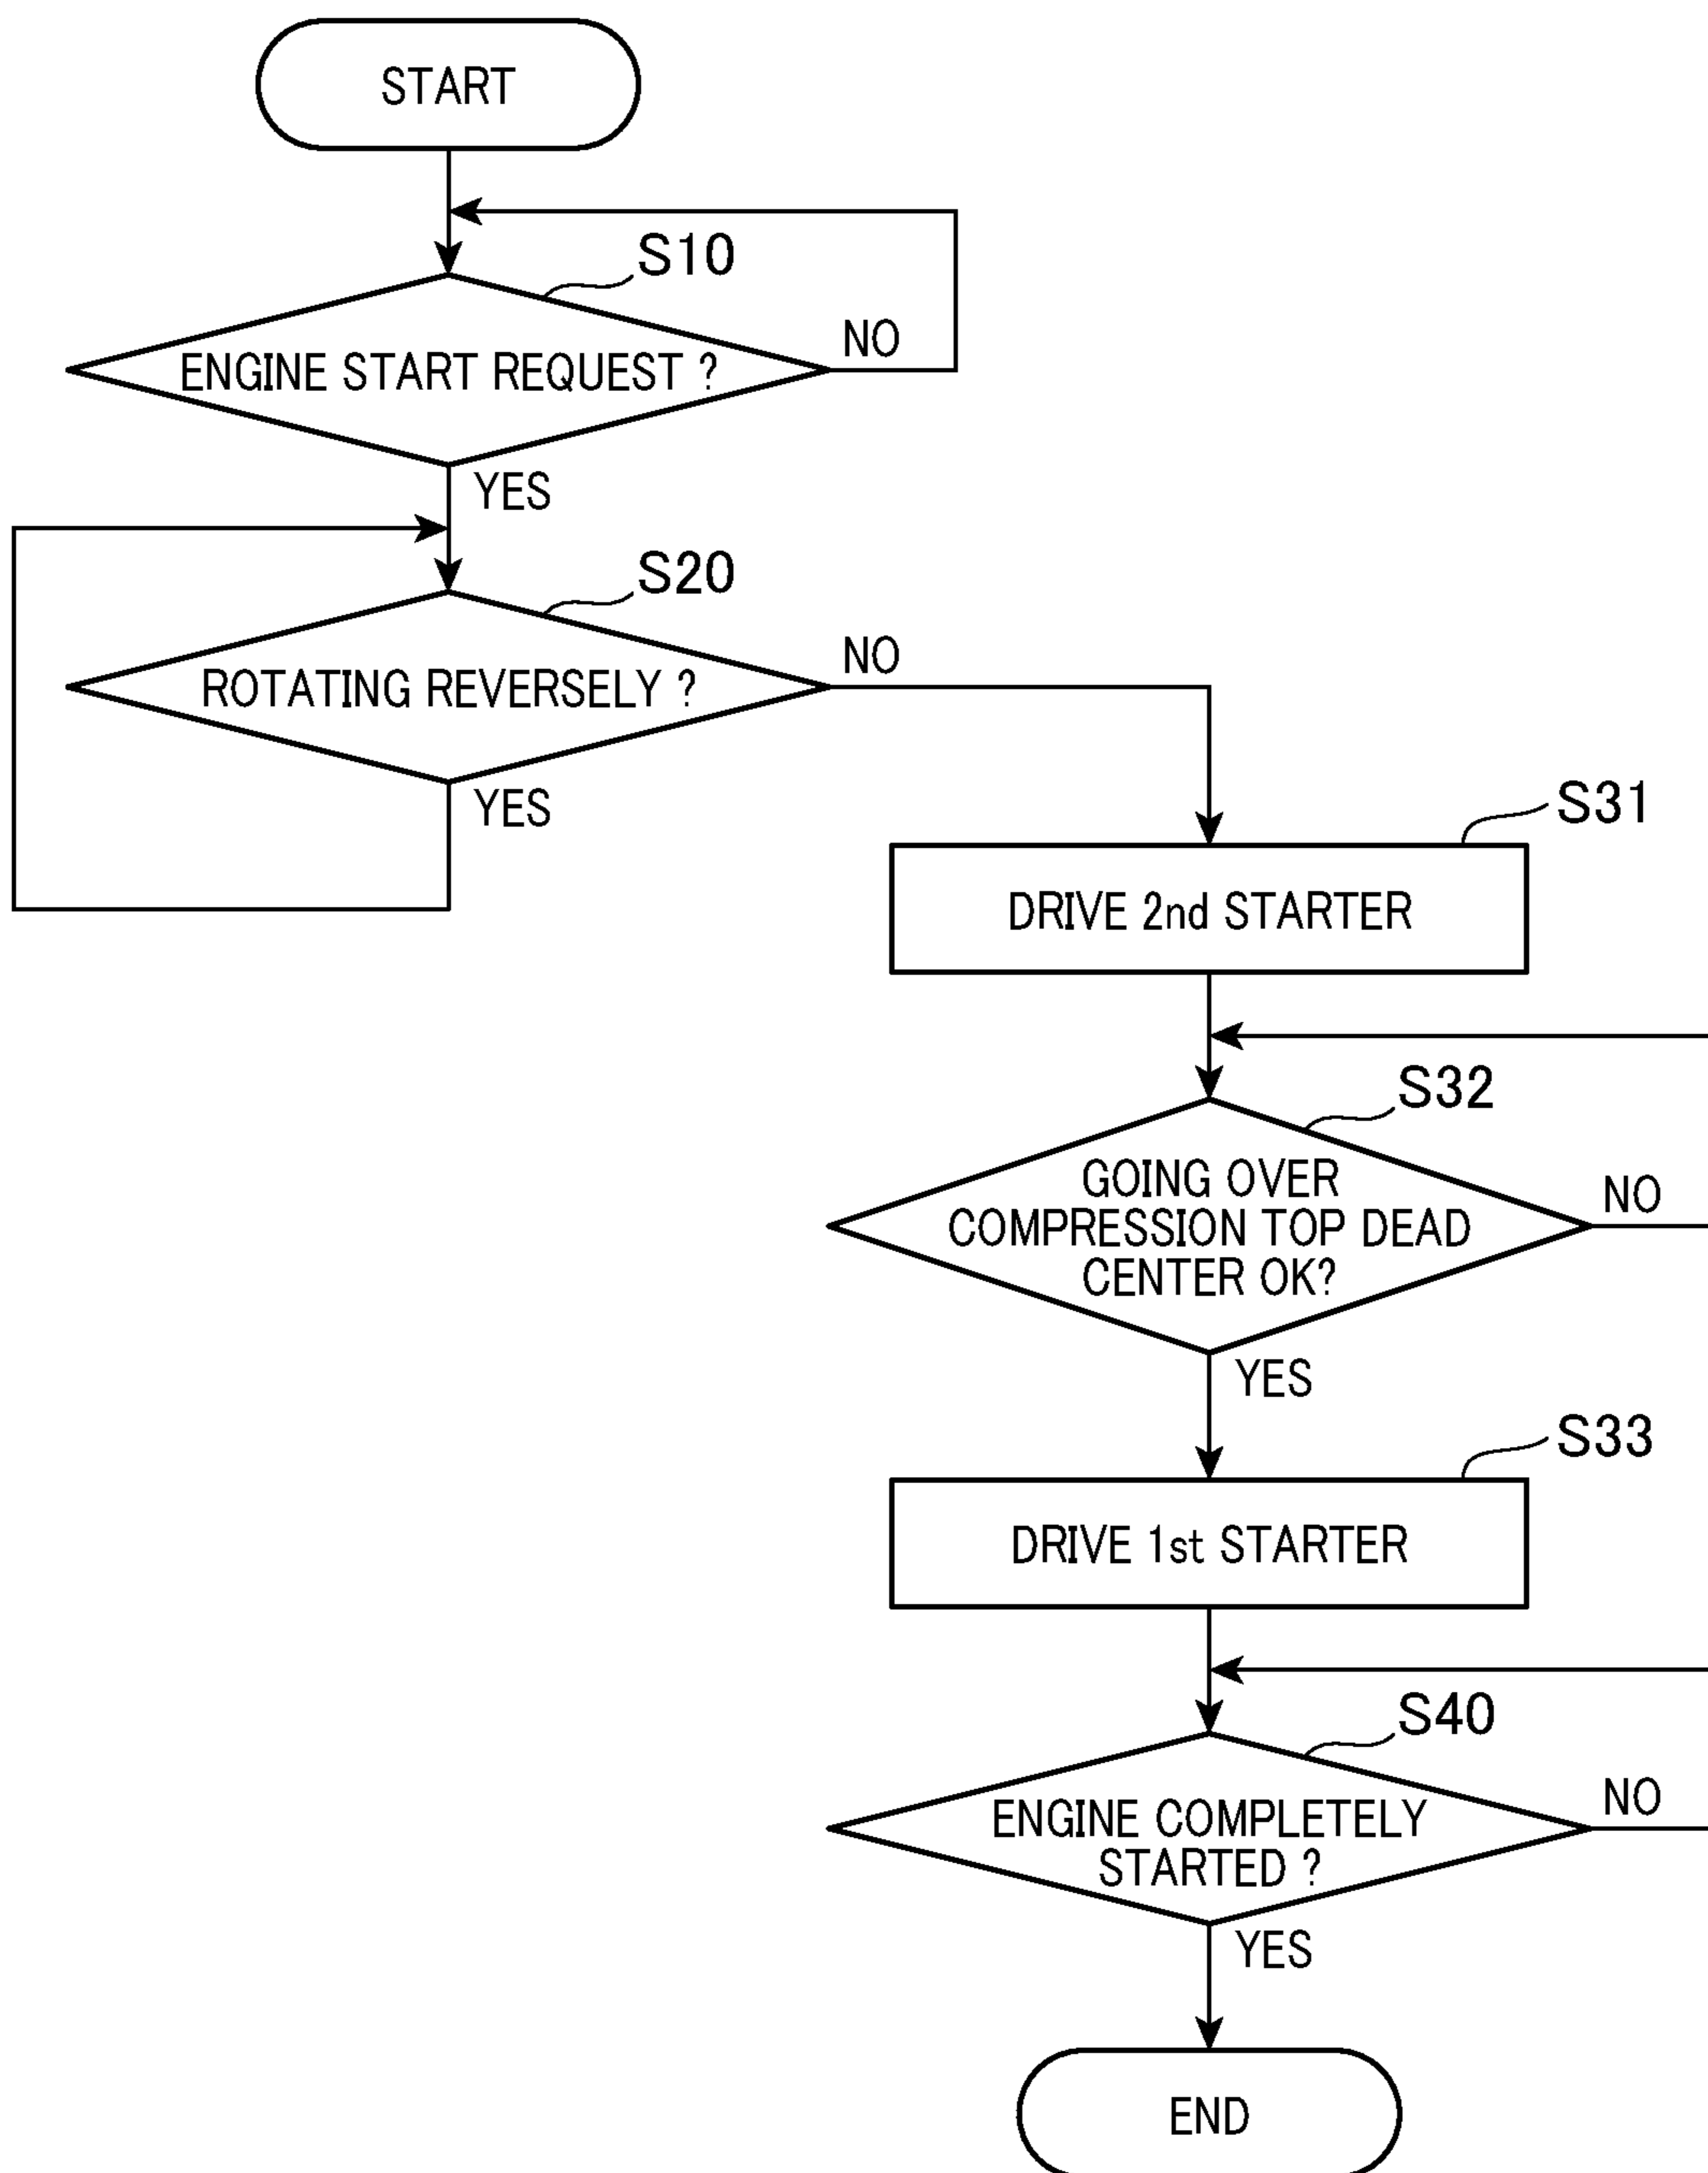 START
S10
ENGINE START REQUEST ?
NO
YES
S20
ROTATING REVERSELY ?
NO
YES
S31
DRIVE 2nd STARTER
S32
GOING OVER
COMPRESSION TOP DEAD
CENTER OK?
NO
YES
S33
DRIVE 1st STARTER
S40
ENGINE COMPLETELY
STARTED ?
NO
YES
END